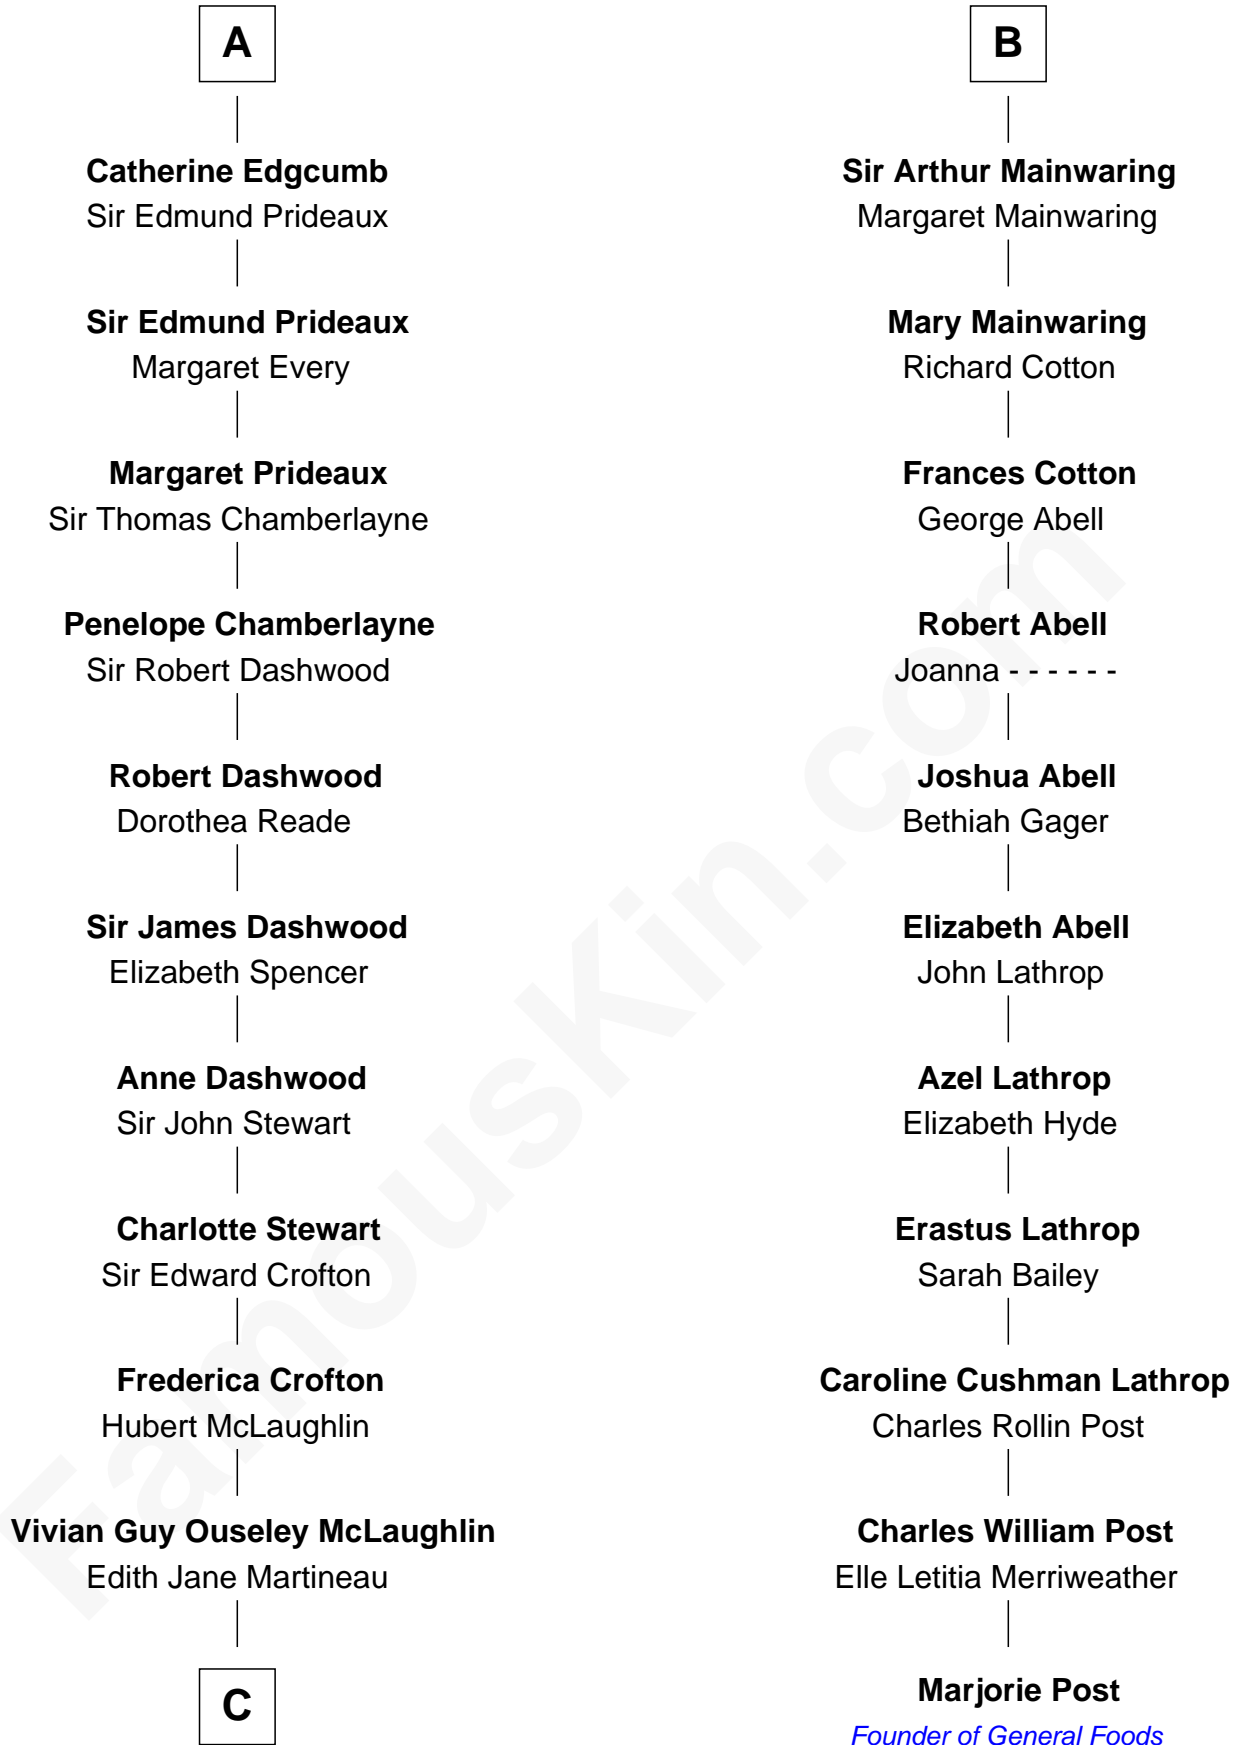 A
Catherine Edgcumb
Sir Edmund Prideaux
Sir Edmund Prideaux
Margaret Every
Margaret Prideaux
Sir Thomas Chamberlayne
Penelope Chamberlayne
Sir Robert Dashwood
Robert Dashwood
Dorothea Reade
Sir James Dashwood
Elizabeth Spencer
Anne Dashwood
Sir John Stewart
Charlotte Stewart
Sir Edward Crofton
Frederica Crofton
Hubert McLaughlin
Vivian Guy Ouseley McLaughlin
Edith Jane Martineau
C
B
Sir Arthur Mainwaring
Margaret Mainwaring
Mary Mainwaring
Richard Cotton
Frances Cotton
George Abell
Robert Abell
Joanna - - - - - -
Joshua Abell
Bethiah Gager
Elizabeth Abell
John Lathrop
Azel Lathrop
Elizabeth Hyde
Erastus Lathrop
Sarah Bailey
Caroline Cushman Lathrop
Charles Rollin Post
Charles William Post
Elle Letitia Merriweather
Marjorie Post
Founder of General Foods
FamousKin.com